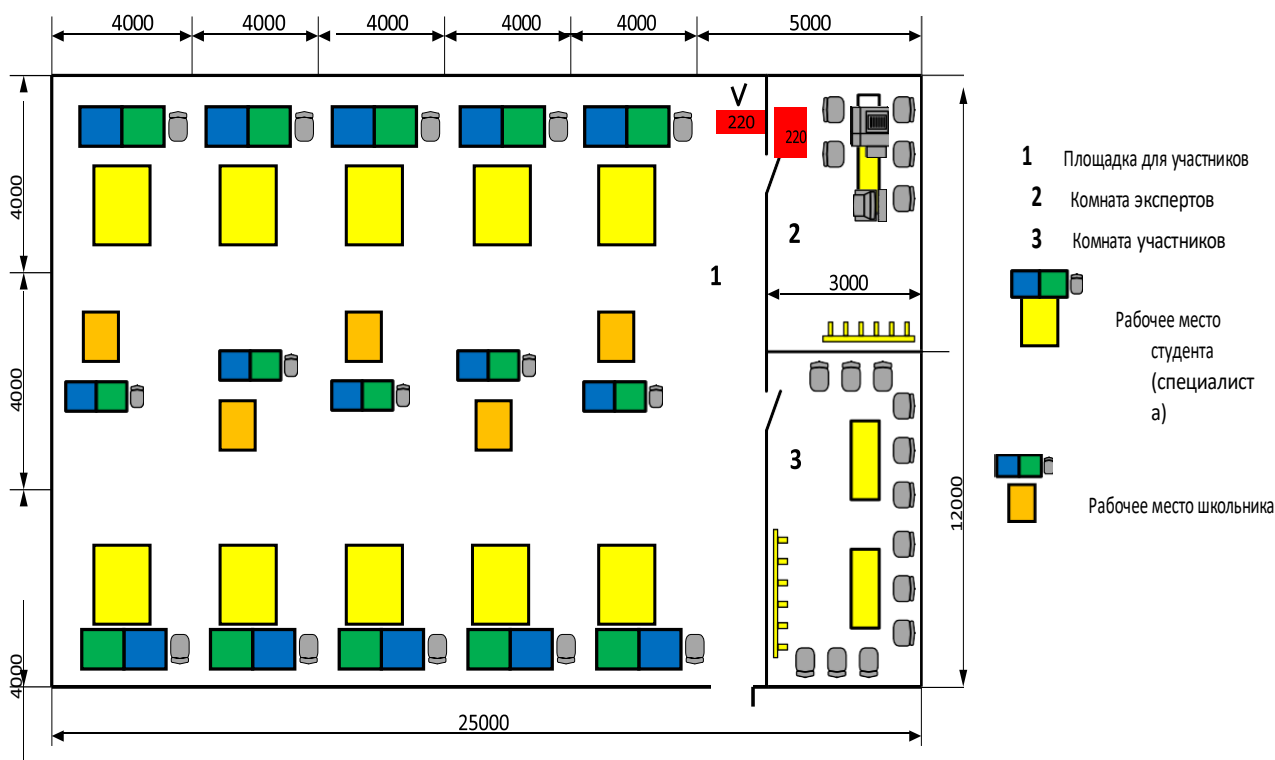 4000 4000 4000 4000 4000 5000
V
220
220
4000
1 Площадка для участников
2 Комната экспертов
3 Комната участников
2
1
3000
Рабочее место
студента
(специалист
а)
4000
3
12000
Рабочее место школьника
4000
25000